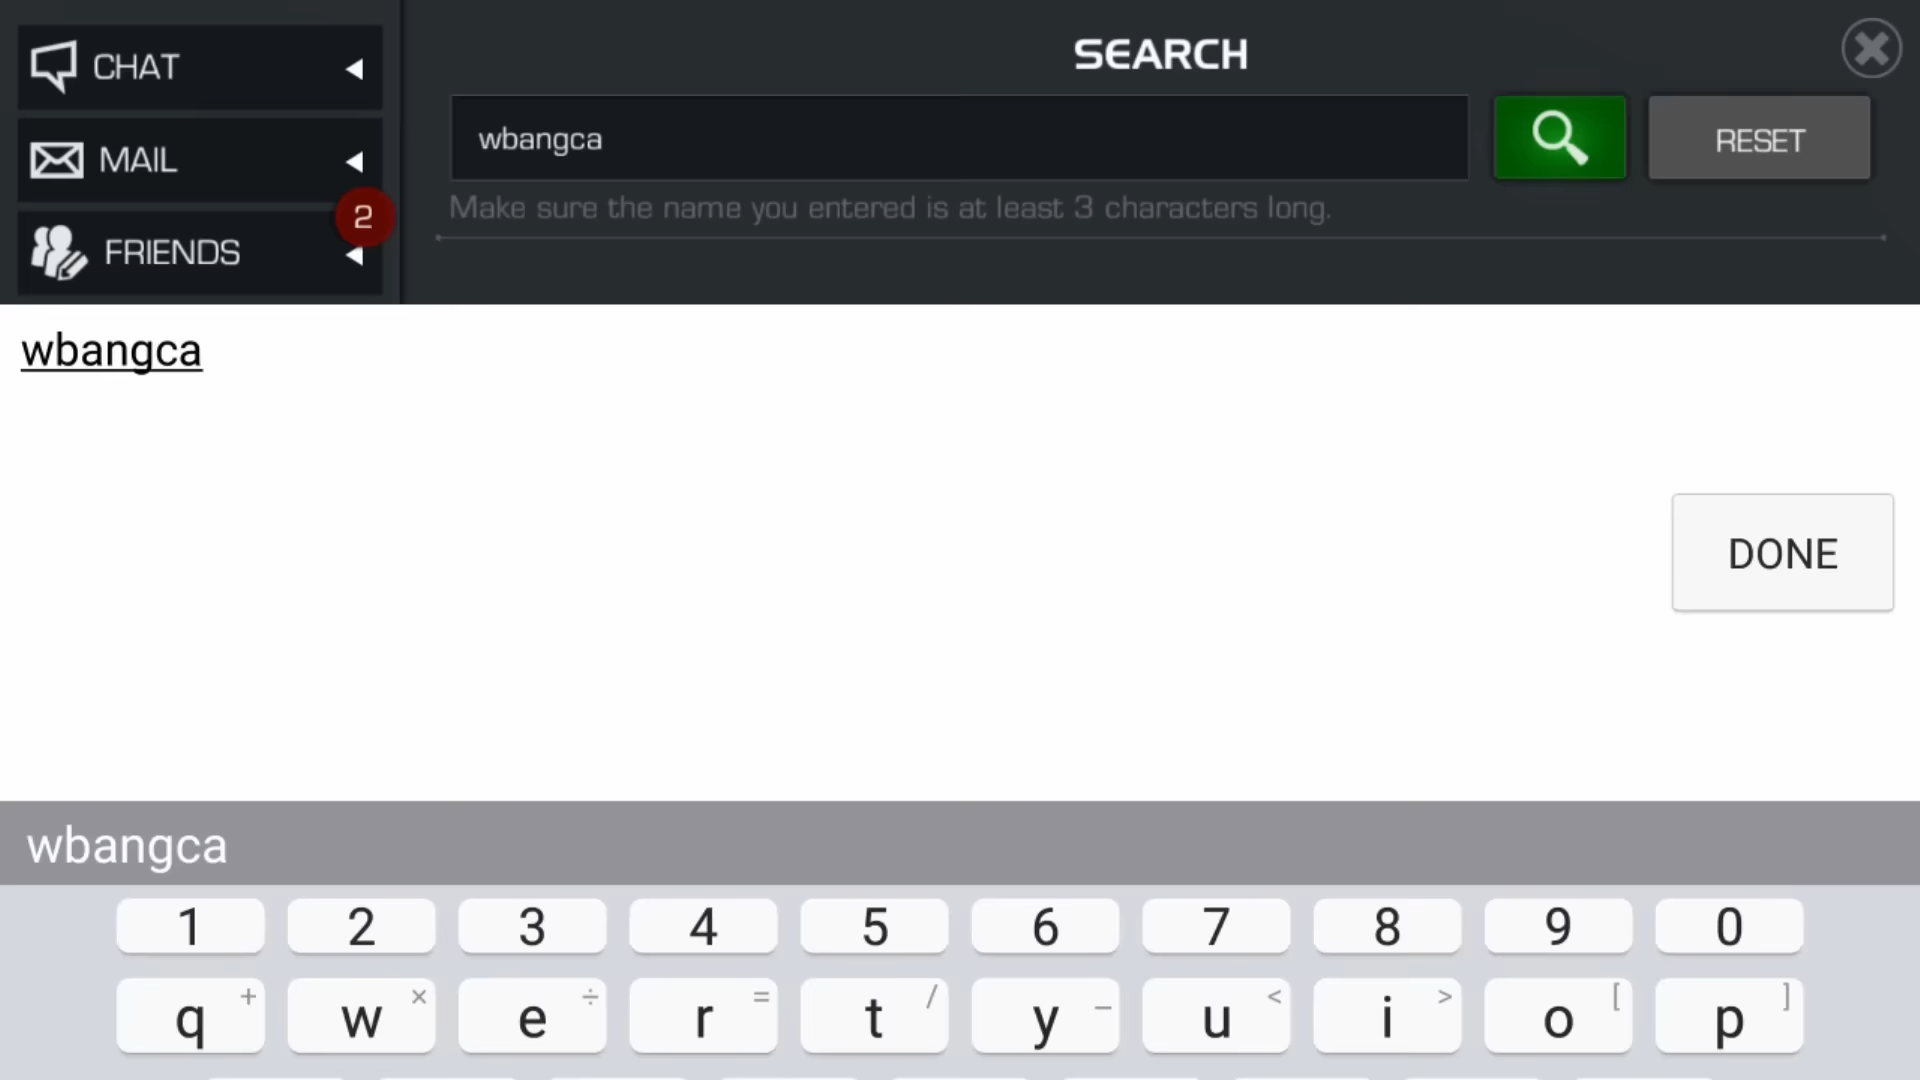 CHAT
MAIL
2
FRIENDS
SEARCH
wbangca
RESET
Make sure the name you entered is at least 3 characters long.
wbangca
DONE
wbangca
1 2 3 4 5 6 7 8 9 0
q + w × e ÷ r = t / y _ u < i > o [ p ]